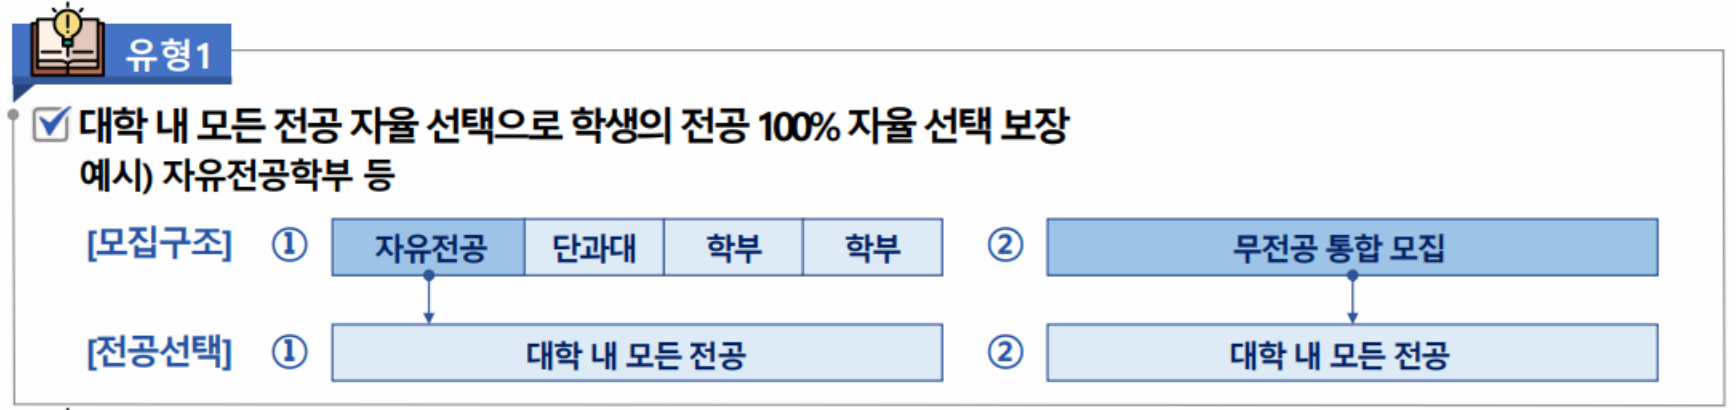 유형1
대학 내 모든 전공 자율 선택으로 학생의 전공 100% 자율 선택 보장
예시) 자유전공학부 등
[모집구조] ① 자유전공 단과대 학부 학부 ② 무전공 통합 모집
[전공선택] ① 대학 내 모든 전공 ② 대학 내 모든 전공